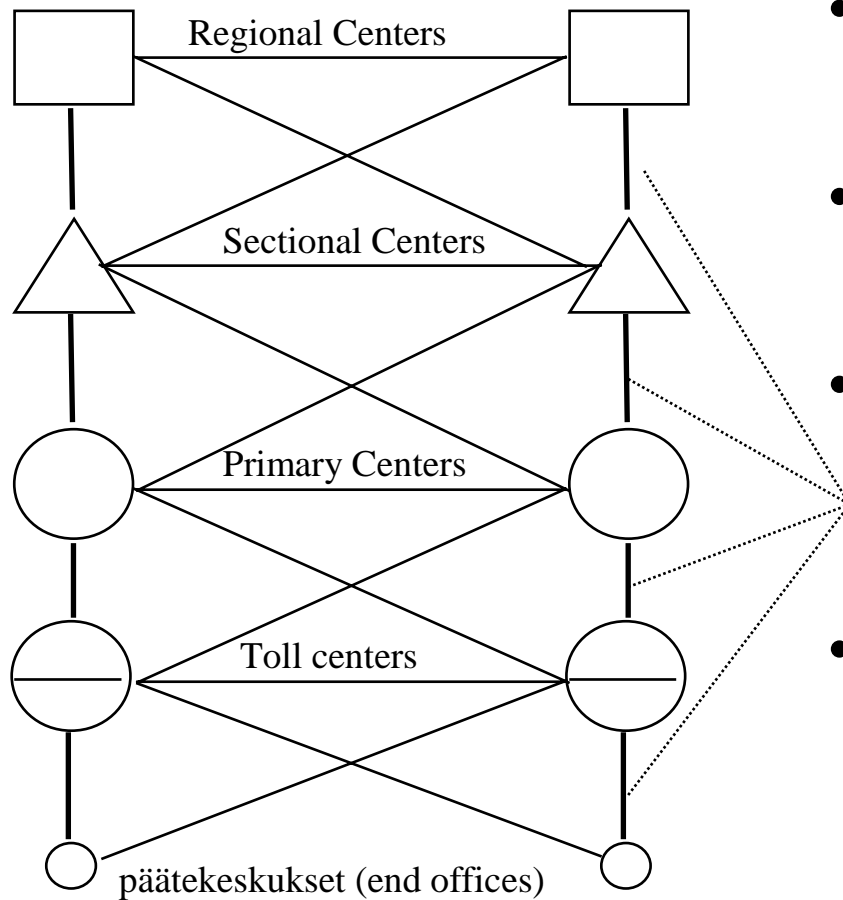 Regional Centers
Sectional Centers
Primary Centers
Toll centers
päätekeskukset (end offices)